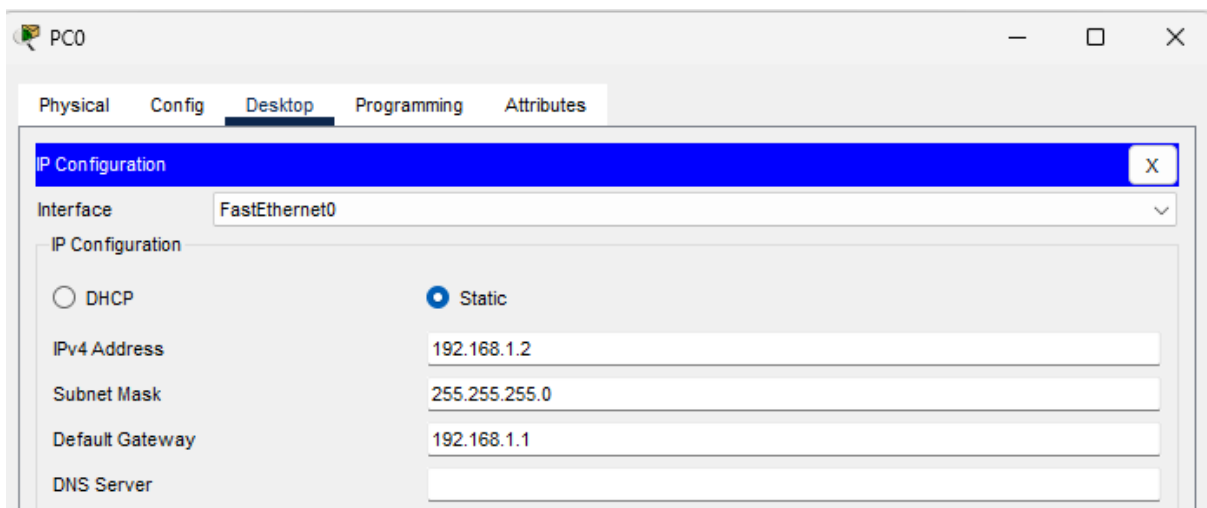 PC0
Physical Config Desktop Programming Attributes
IP Configuration X
Interface FastEthernet0
IP Configuration
DHCP Static
IPv4 Address 192.168.1.2
Subnet Mask 255.255.255.0
Default Gateway 192.168.1.1
DNS Server